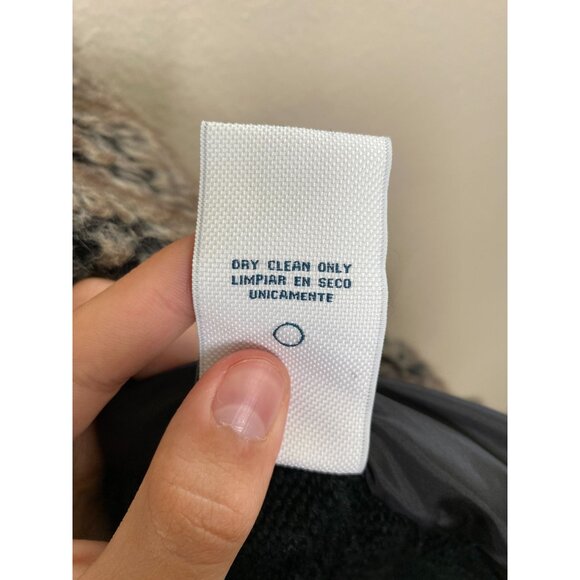 DRY CLEAN ONLY
LIMPIAR EN SECO
UNICAMENTE